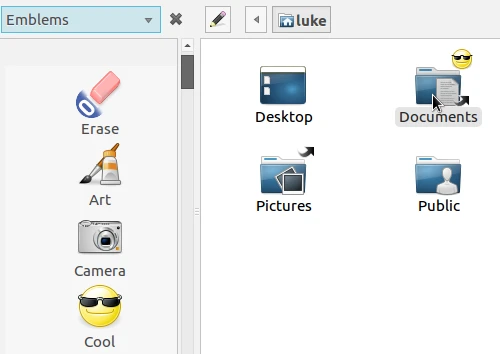 Emblems
luke
Erase
Art
Camera
Cool
Desktop
Documents
Pictures
Public